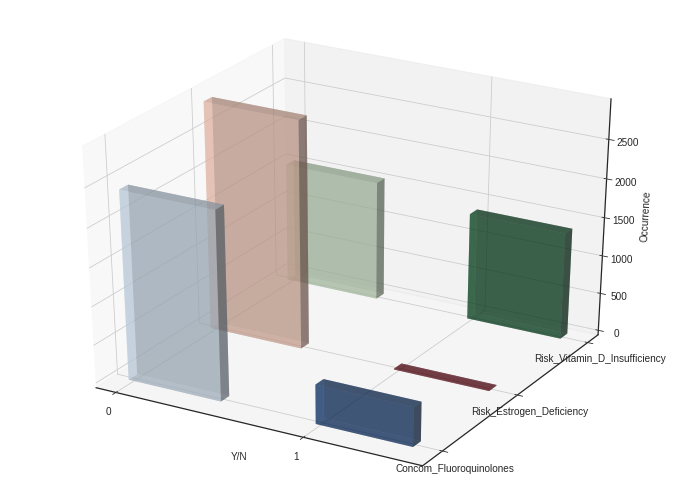 2500
2000
1500
1000
500
0
Occurrence
Risk_Vitamin_D_Insufficiency
Risk_Estrogen_Deficiency
Concom_Fluoroquinolones
0
Y/N
1